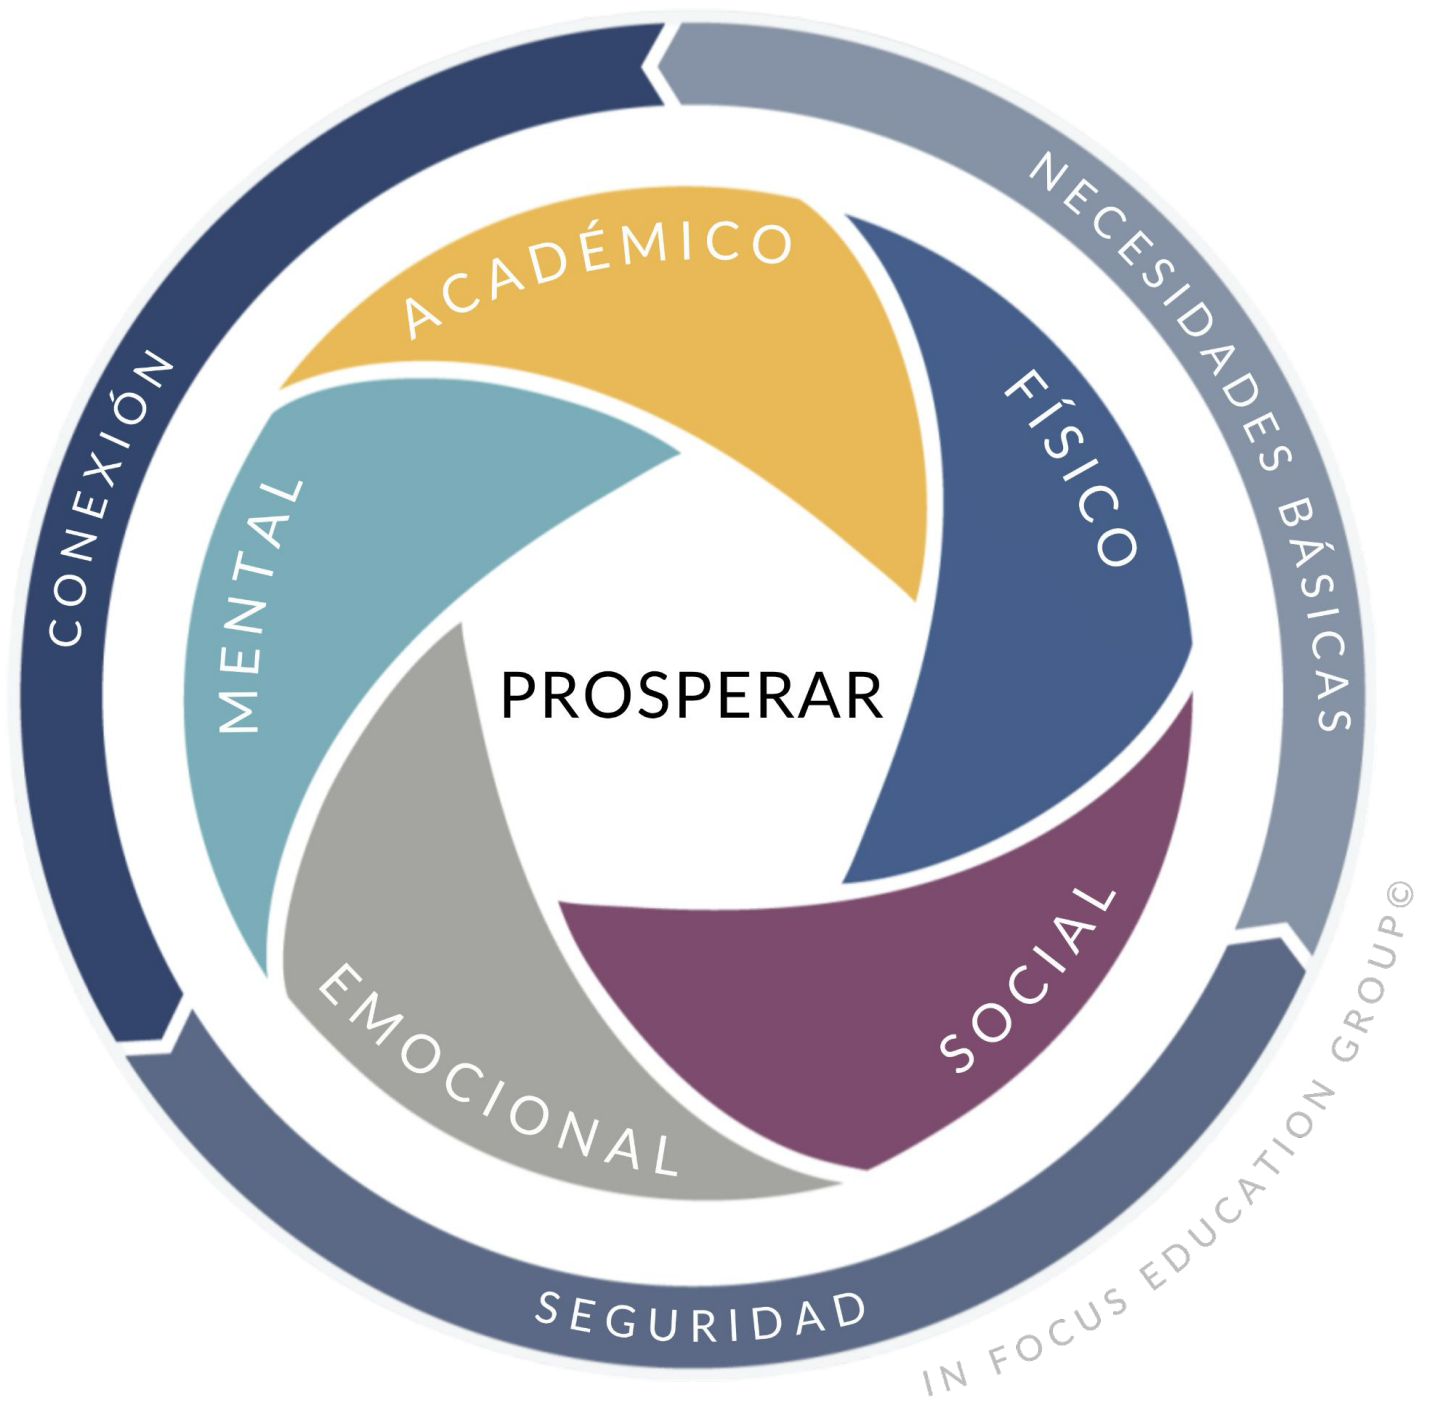 NECESIDADES BÁSICAS
CONEXIÓN
SEGURIDAD
ACADÉMICO
FÍSICO
MENTAL
SOCIAL
EMOCIONAL
PROSPERAR
IN FOCUS EDUCATION GROUP©